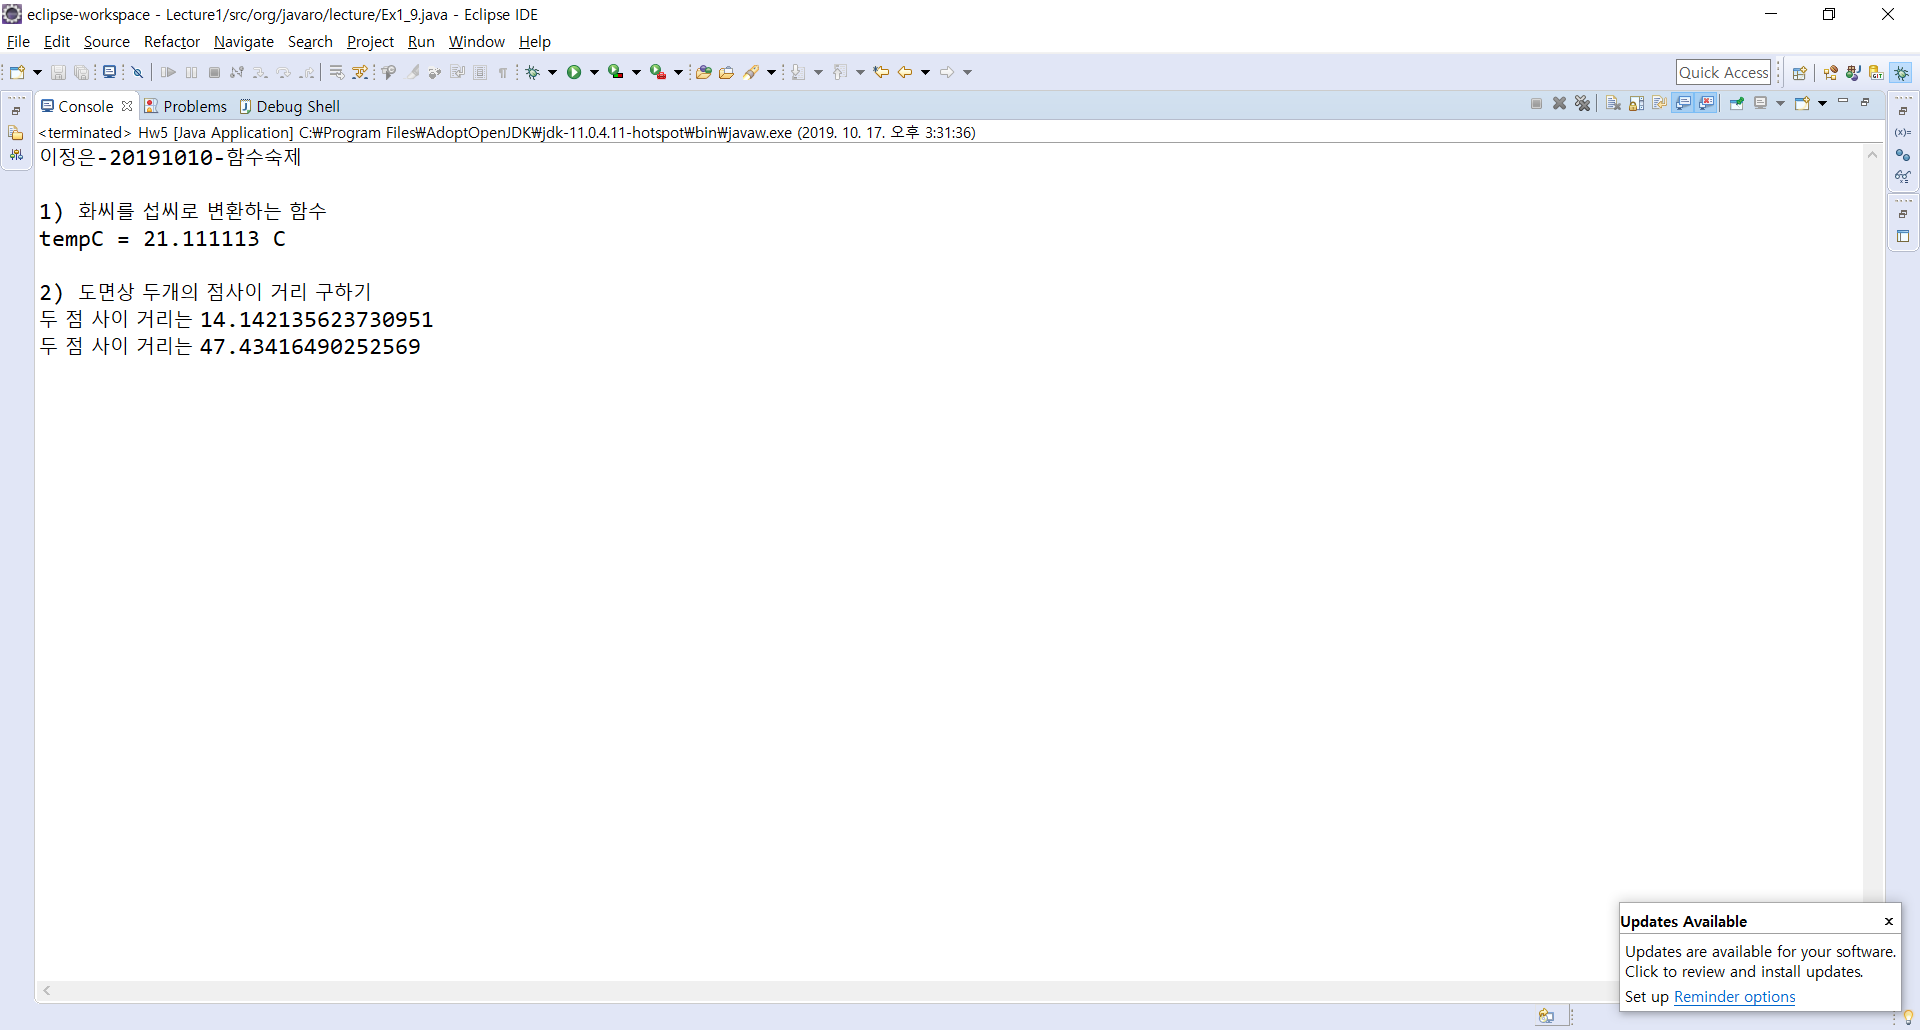 eclipse-workspace - Lecture1/src/org/javaro/lecture/Ex1_9.java - Eclipse IDE
File Edit Source Refactor Navigate Search Project Run Window Help
Quick Access
Console Problems Debug Shell
<terminated> Hw5 [Java Application] C:₩Program Files₩AdoptOpenJDK₩jdk-11.0.4.11-hotspot₩bin₩javaw.exe (2019. 10. 17. 오후 3:31:36)
이정은-20191010-함수숙제
1) 화씨를 섭씨로 변환하는 함수
tempC = 21.111113 C
2) 도면상 두개의 점사이 거리 구하기
두 점 사이 거리는 14.142135623730951
두 점 사이 거리는 47.43416490252569
Updates Available
Updates are available for your software.
Click to review and install updates.
Set up Reminder options